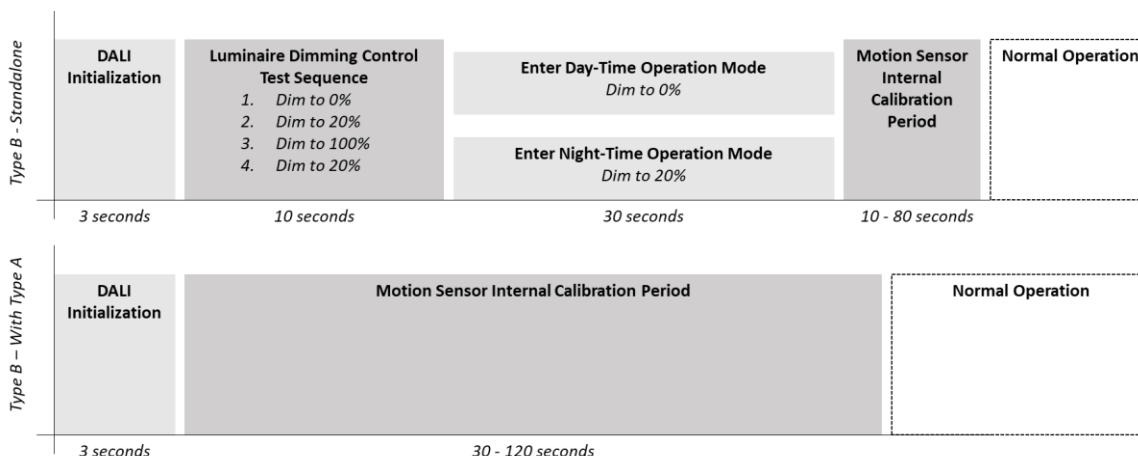 Type B - Standalone
DALI
Initialization
Luminaire Dimming Control
Test Sequence
1. Dim to 0%
2. Dim to 20%
3. Dim to 100%
4. Dim to 20%
Enter Day-Time Operation Mode
Dim to 0%
Enter Night-Time Operation Mode
Dim to 20%
Motion Sensor
Internal
Calibration
Period
Normal Operation
3 seconds
10 seconds
30 seconds
10 - 80 seconds
Type B – With Type A
DALI
Initialization
Motion Sensor Internal Calibration Period
Normal Operation
3 seconds
30 - 120 seconds